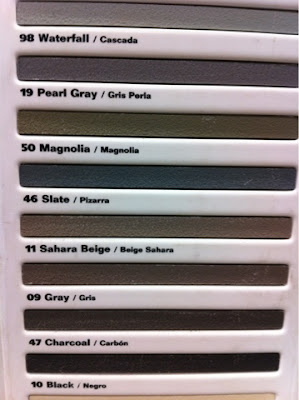 98 Waterfall / Cascada
19 Pearl Gray / Gris Perla
50 Magnolia / Magnolia
46 Slate / Pizarra
11 Sahara Beige / Beige Sahara
09 Gray / Gris
47 Charcoal / Carbón
10 Black / Negro